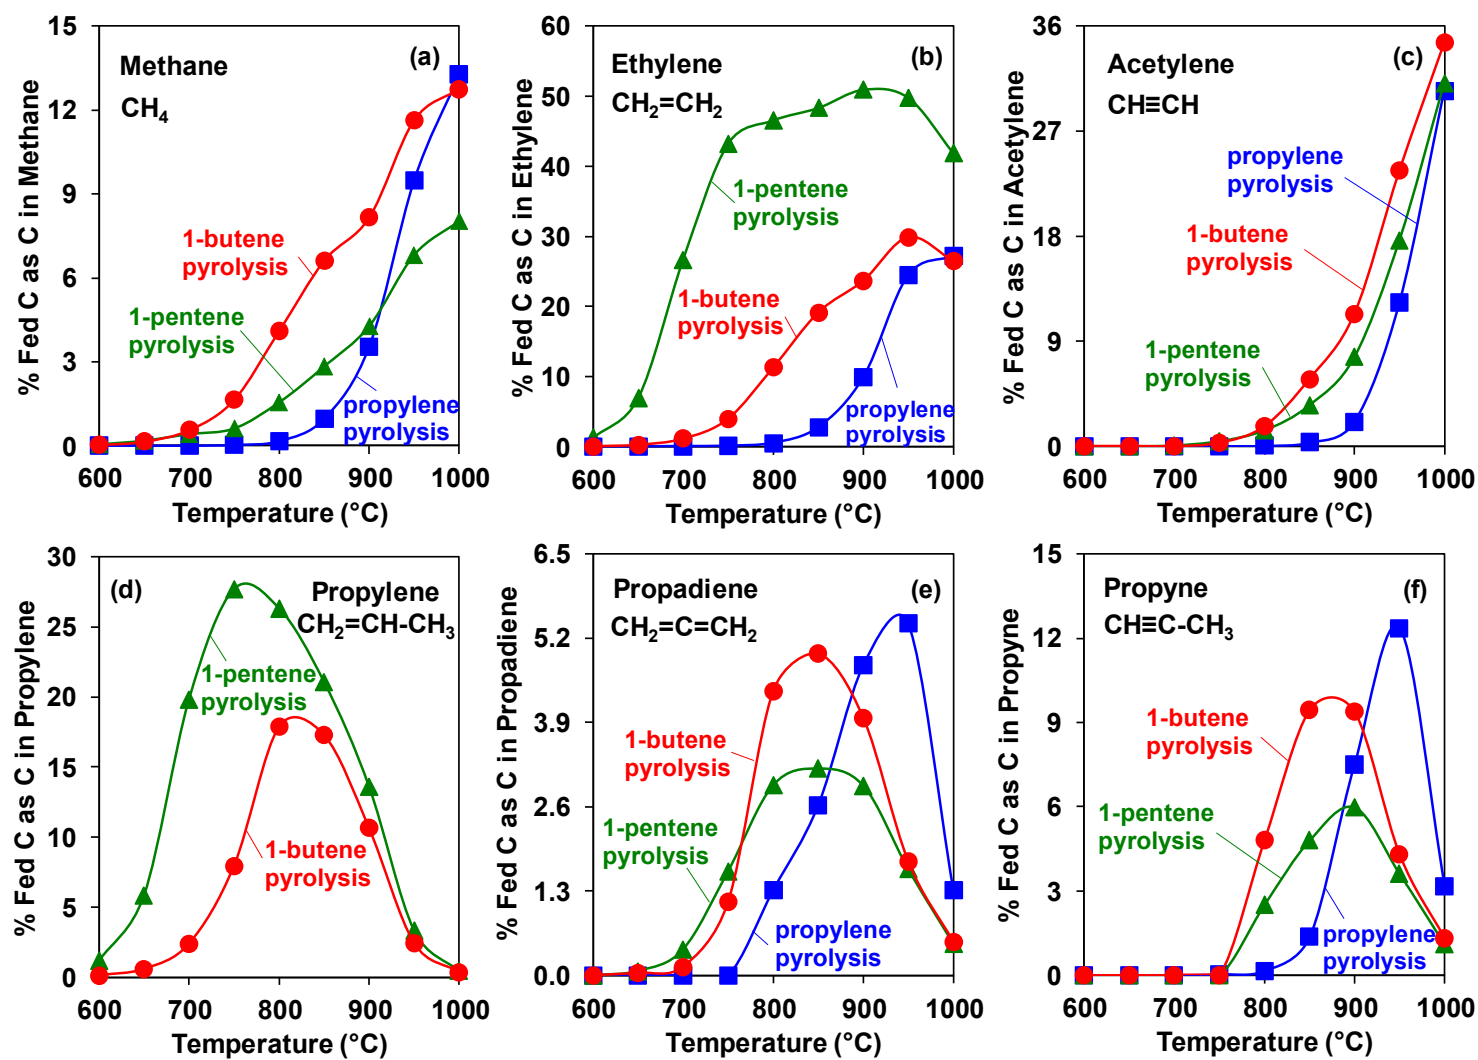 (a)
Methane
CH₄
1-butene
pyrolysis
1-pentene
pyrolysis
propylene
pyrolysis
% Fed C as C in Methane
15
12
9
6
3
0
600 700 800 900 1000
Temperature (°C)
(b)
Ethylene
CH₂=CH₂
1-pentene
pyrolysis
1-butene
pyrolysis
propylene
pyrolysis
% Fed C as C in Ethylene
60
50
40
30
20
10
0
600 700 800 900 1000
Temperature (°C)
(c)
Acetylene
CH≡CH
propylene
pyrolysis
1-butene
pyrolysis
1-pentene
pyrolysis
% Fed C as C in Acetylene
36
27
18
9
0
600 700 800 900 1000
Temperature (°C)
(d)
Propylene
CH₂=CH-CH₃
1-pentene
pyrolysis
1-butene
pyrolysis
% Fed C as C in Propylene
30
25
20
15
10
5
0
600 700 800 900 1000
Temperature (°C)
(e)
Propadiene
CH₂=C=CH₂
1-butene
pyrolysis
1-pentene
pyrolysis
propylene
pyrolysis
% Fed C as C in Propadiene
6.5
5.2
3.9
2.6
1.3
0.0
600 700 800 900 1000
Temperature (°C)
(f)
Propyne
CH≡C-CH₃
1-butene
pyrolysis
1-pentene
pyrolysis
propylene
pyrolysis
% Fed C as C in Propyne
15
12
9
6
3
0
600 700 800 900 1000
Temperature (°C)